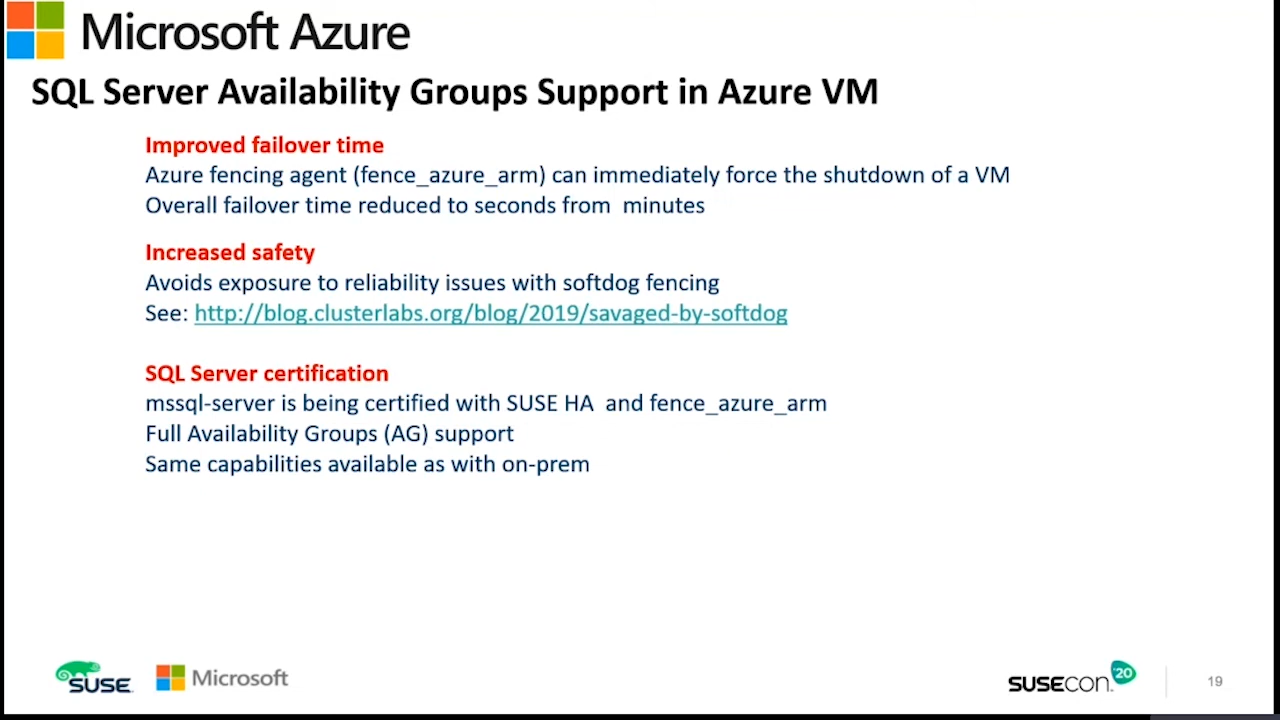 Microsoft Azure
SQL Server Availability Groups Support in Azure VM
Improved failover time
Azure fencing agent (fence_azure_arm) can immediately force the shutdown of a VM
Overall failover time reduced to seconds from  minutes
Increased safety
Avoids exposure to reliability issues with softdog fencing
See: http://blog.clusterlabs.org/blog/2019/savaged-by-softdog
SQL Server certification
mssql-server is being certified with SUSE HA  and fence_azure_arm
Full Availability Groups (AG) support
Same capabilities available as with on-prem
SUSE Microsoft SUSECON. '20 19